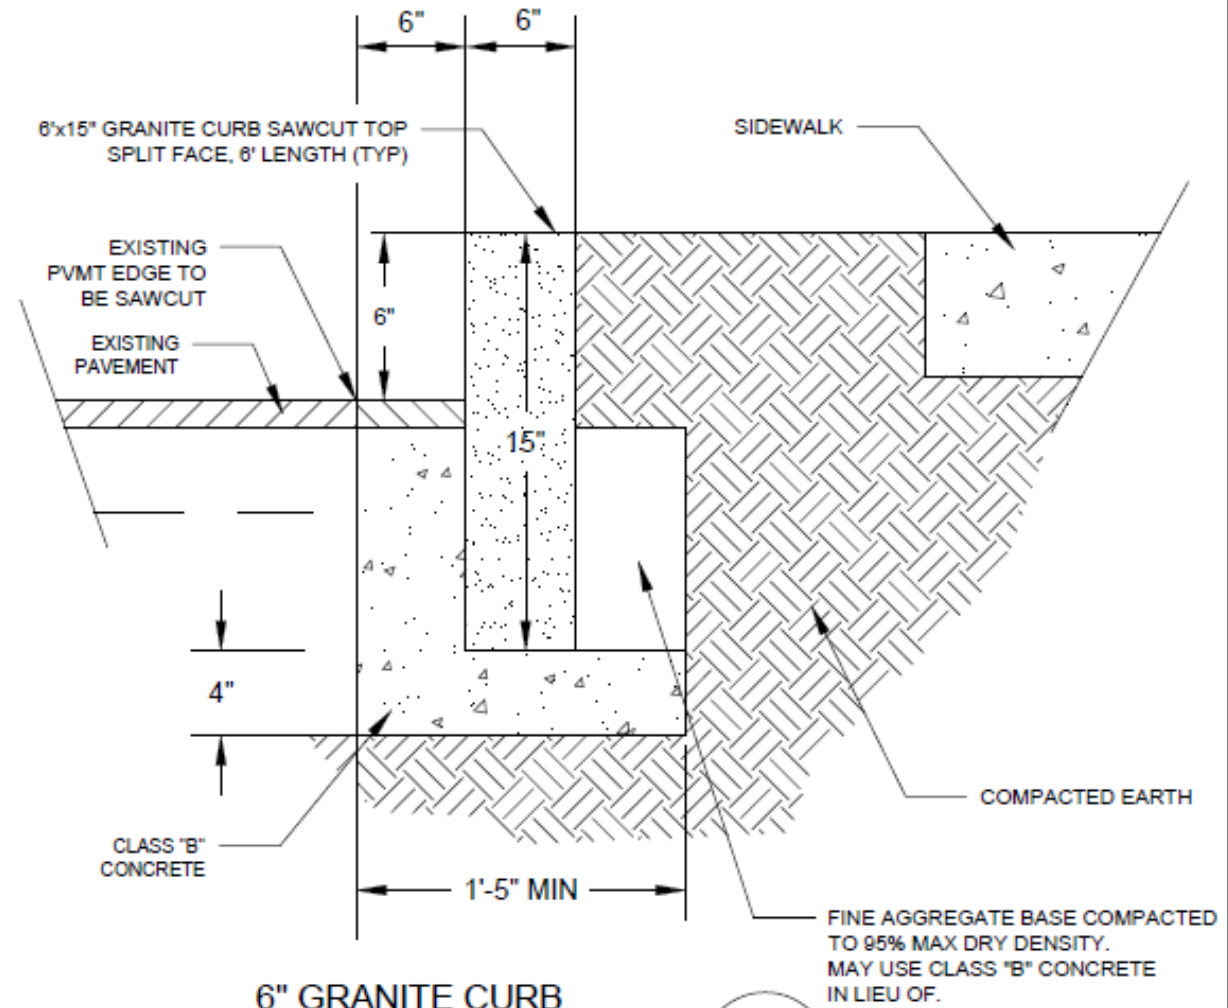 6"
6"
6'x15" GRANITE CURB SAWCUT TOP
SPLIT FACE, 6' LENGTH (TYP)
SIDEWALK
EXISTING
PVMT EDGE TO
BE SAWCUT
6"
EXISTING
PAVEMENT
15"
4"
COMPACTED EARTH
CLASS "B"
CONCRETE
1'-5" MIN
FINE AGGREGATE BASE COMPACTED
TO 95% MAX DRY DENSITY.
MAY USE CLASS "B" CONCRETE
IN LIEU OF.
6" GRANITE CURB